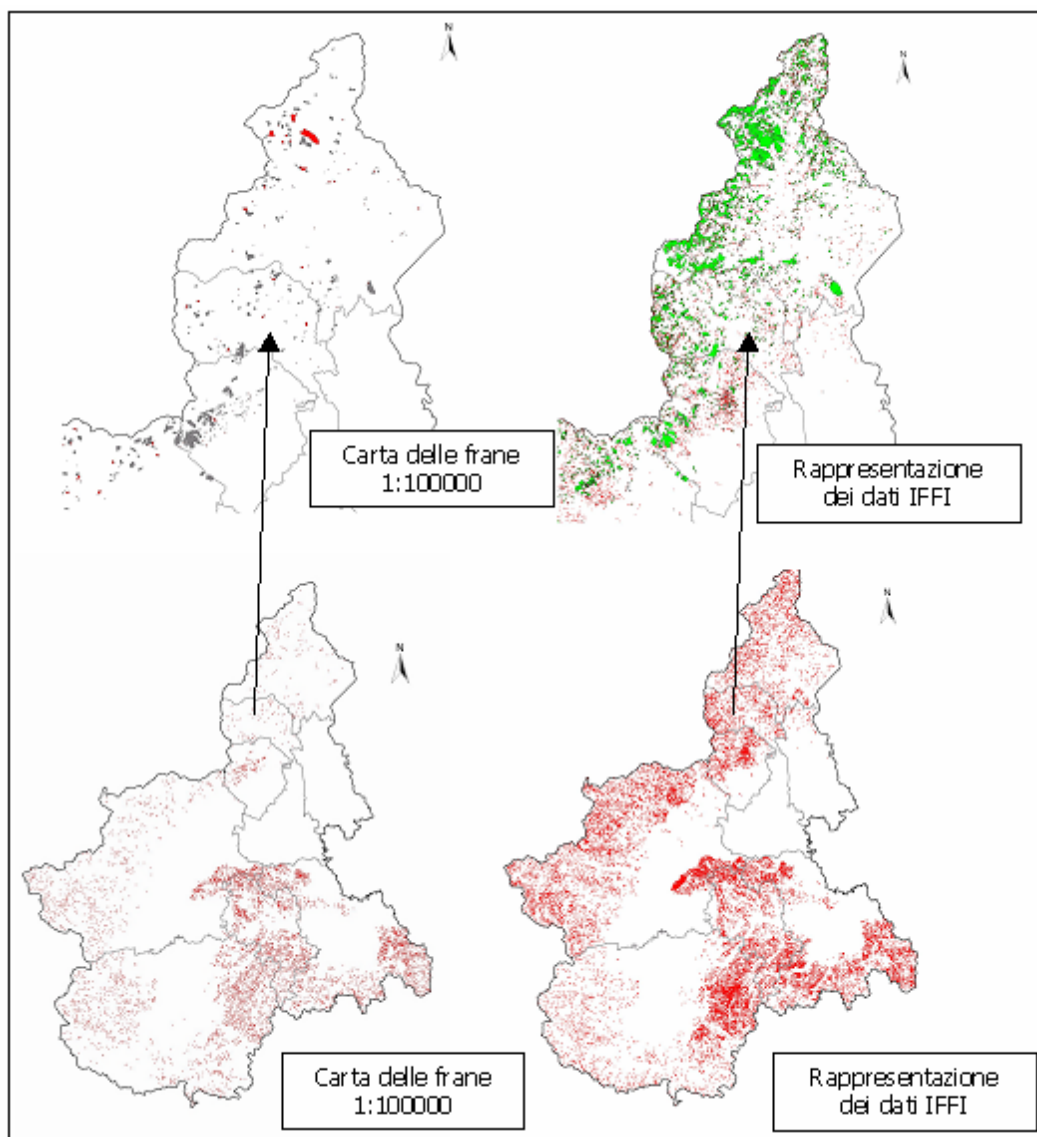 N
N
Carta delle frane
1:100000
Rappresentazione
dei dati IFFI
N
N
Carta delle frane
1:100000
Rappresentazione
dei dati IFFI